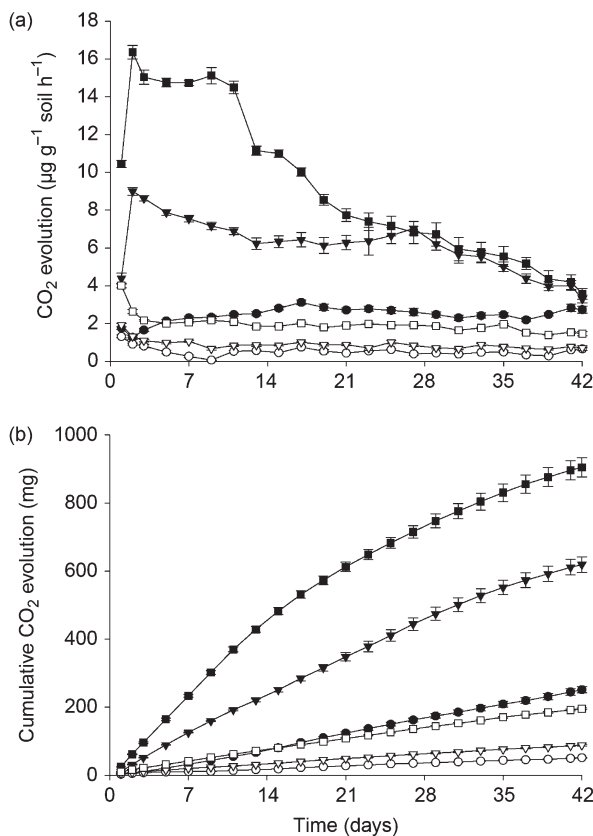 (a)
18
16
14
12
10
8
6
4
2
0
CO₂ evolution (µg g⁻¹ soil h⁻¹)
0 7 14 21 28 35 42
(b)
1000
800
600
400
200
0
Cumulative CO₂ evolution (mg)
0 7 14 21 28 35 42
Time (days)